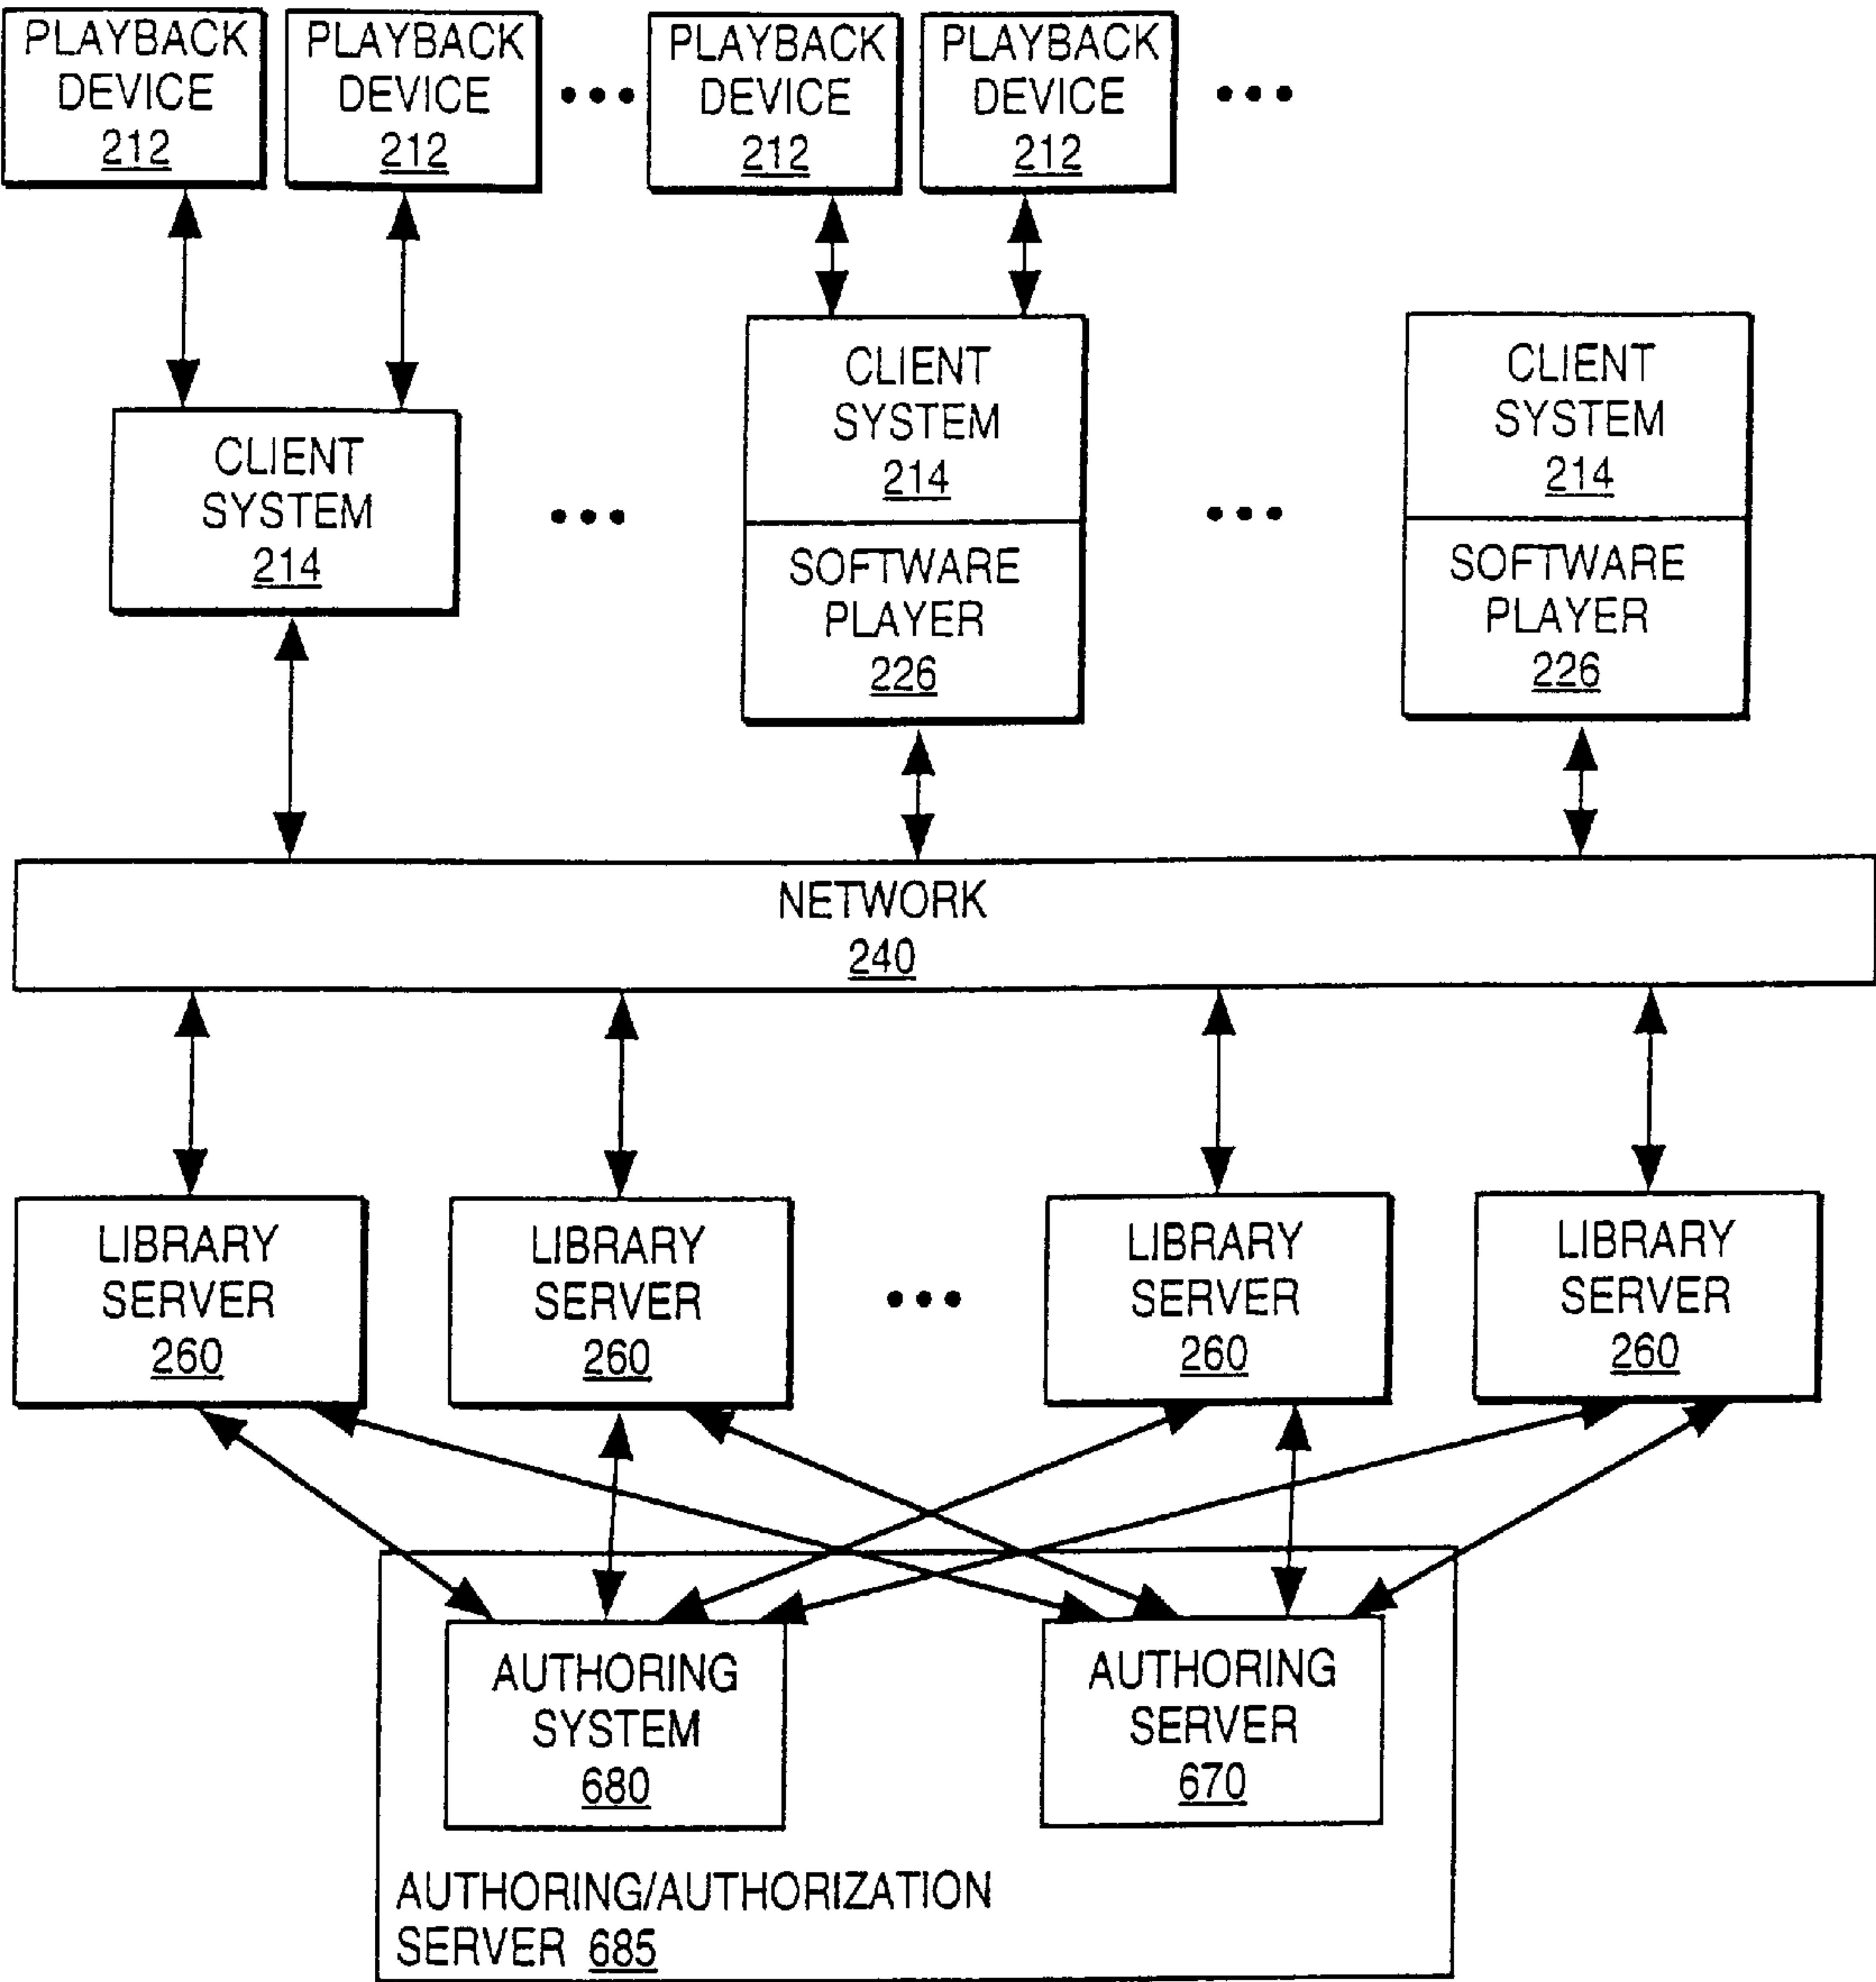 PLAYBACK
DEVICE
212
PLAYBACK
DEVICE
212
PLAYBACK
DEVICE
212
PLAYBACK
DEVICE
212
CLIENT
SYSTEM
214
CLIENT
SYSTEM
214
SOFTWARE
PLAYER
226
CLIENT
SYSTEM
214
SOFTWARE
PLAYER
226
NETWORK
240
LIBRARY
SERVER
260
LIBRARY
SERVER
260
LIBRARY
SERVER
260
LIBRARY
SERVER
260
AUTHORING
SYSTEM
680
AUTHORING
SERVER
670
AUTHORING/AUTHORIZATION
SERVER 685